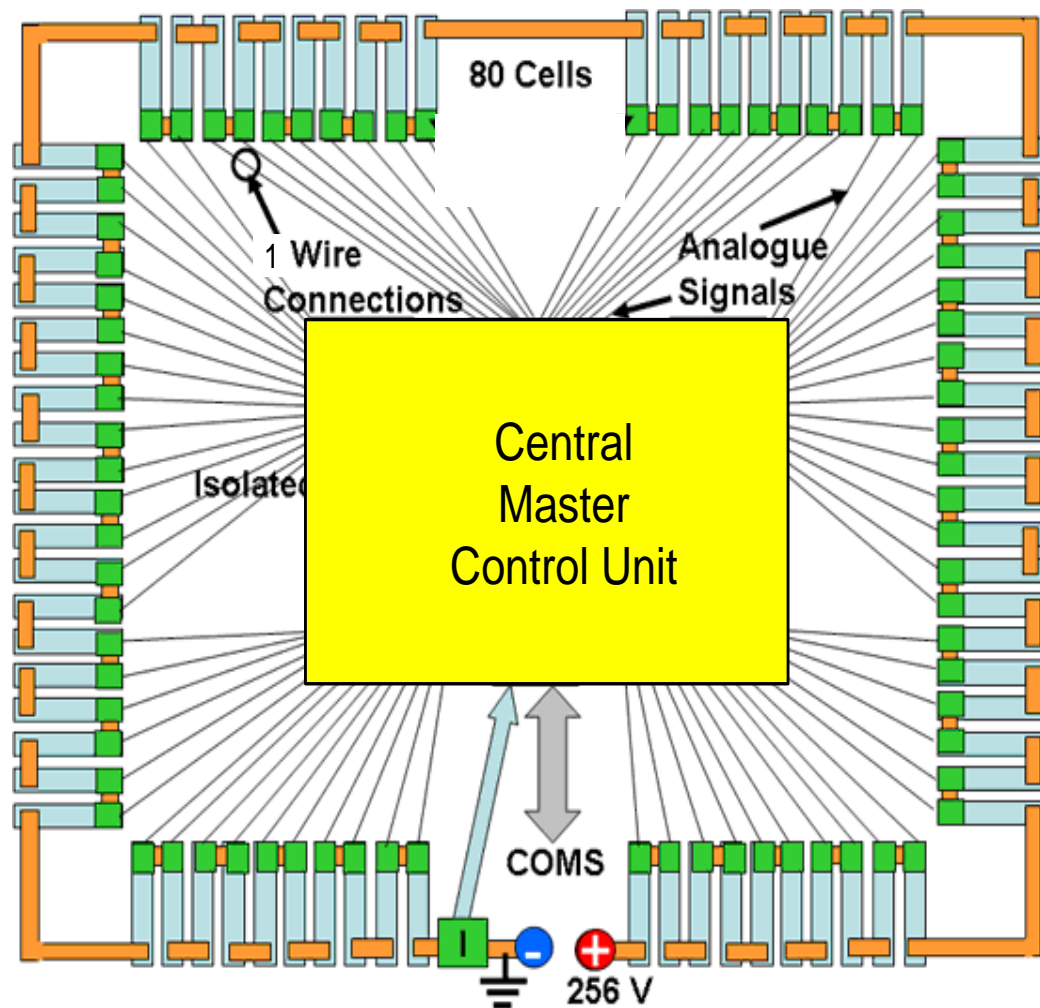 80 Cells
1 Wire
Connections
Analogue
Signals
Isolated
Central
Master
Control Unit
COMS
I
-
+
256 V